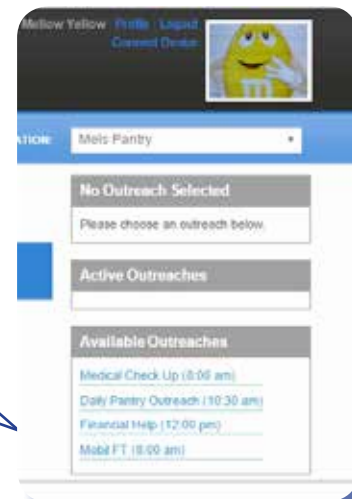 Mellow Yellow Profile Logout
Connect Device
ATION: Mels Pantry
No Outreach Selected
Please choose an outreach below.
Active Outreaches
Available Outreaches
Medical Check Up (8:00 am)
Daily Pantry Outreach (10:30 am)
Financial Help (12:00 pm)
Mobil FT (8:00 am)